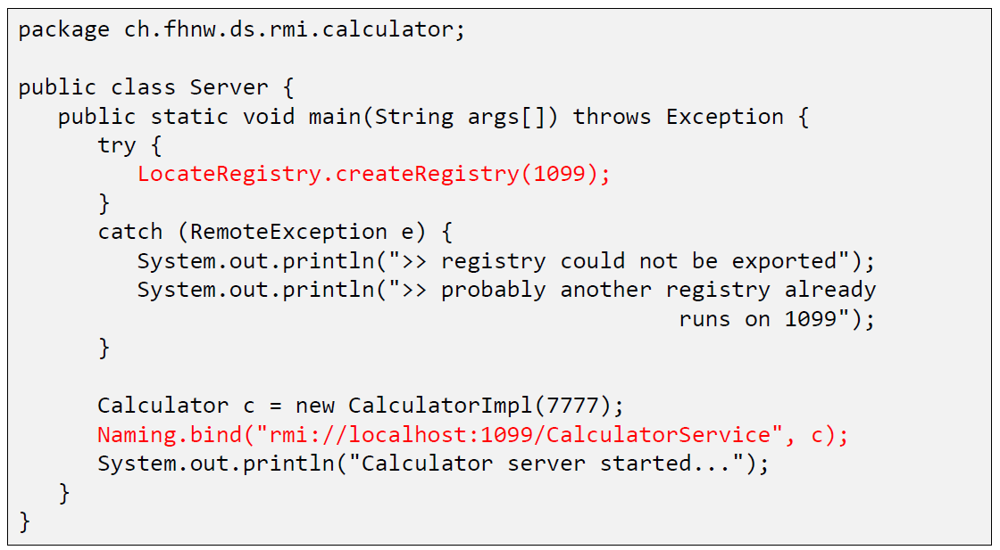 package ch.fhnw.ds.rmi.calculator;

public class Server {
   public static void main(String args[]) throws Exception {
      try {
         LocateRegistry.createRegistry(1099);
      }
      catch (RemoteException e) {
         System.out.println(">> registry could not be exported");
         System.out.println(">> probably another registry already
                                                  runs on 1099");
      }

      Calculator c = new CalculatorImpl(7777);
      Naming.bind("rmi://localhost:1099/CalculatorService", c);
      System.out.println("Calculator server started...");
   }
}